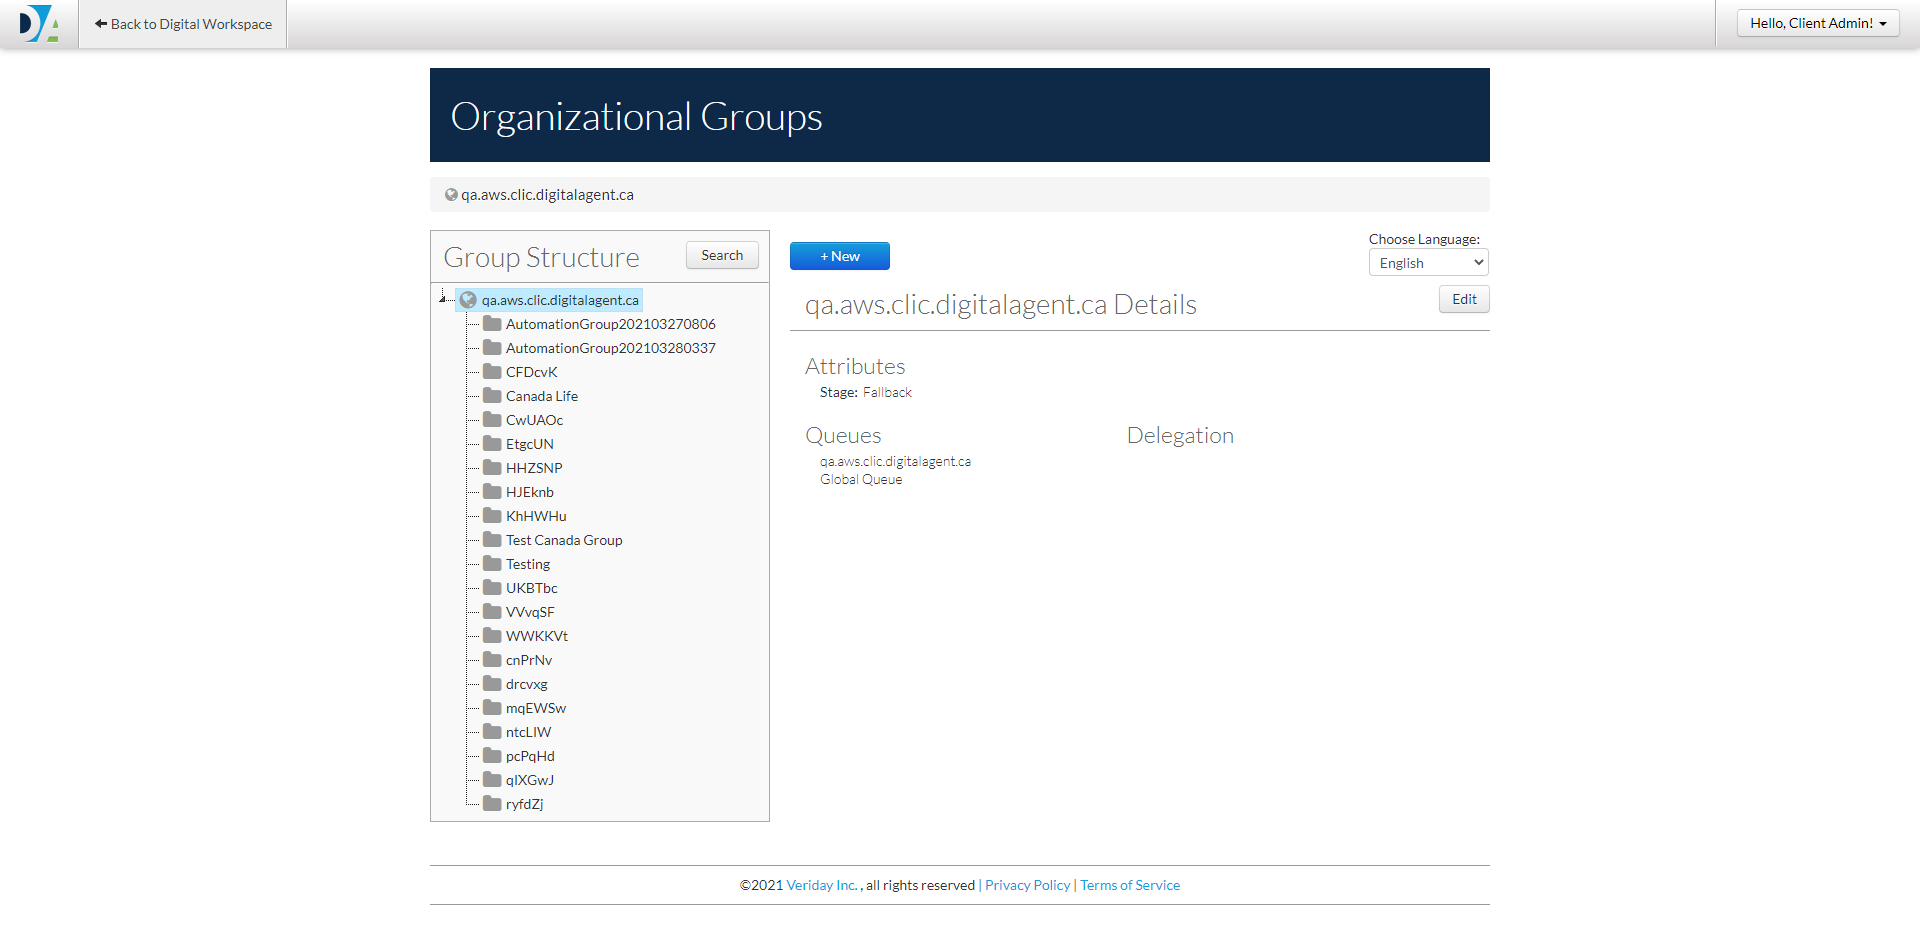 Back to Digital Workspace
Hello, Client Admin!
Organizational Groups
qa.aws.clic.digitalagent.ca
Group Structure
Search
qa.aws.clic.digitalagent.ca
AutomationGroup202103270806
AutomationGroup202103280337
CFDcvK
Canada Life
CwUAOc
EtgcUN
HHZSNP
HJEknb
KhHWHu
Test Canada Group
Testing
UKBTbc
VVvqSF
WWKKVt
cnPrNv
drcvxg
mqEWSw
ntcLIW
pcPqHd
qIXGwJ
ryfdZj
+ New
Choose Language:
English
qa.aws.clic.digitalagent.ca Details
Edit
Attributes
Stage: Fallback
Queues
qa.aws.clic.digitalagent.ca
Global Queue
Delegation
©2021 Veriday Inc. , all rights reserved | Privacy Policy | Terms of Service